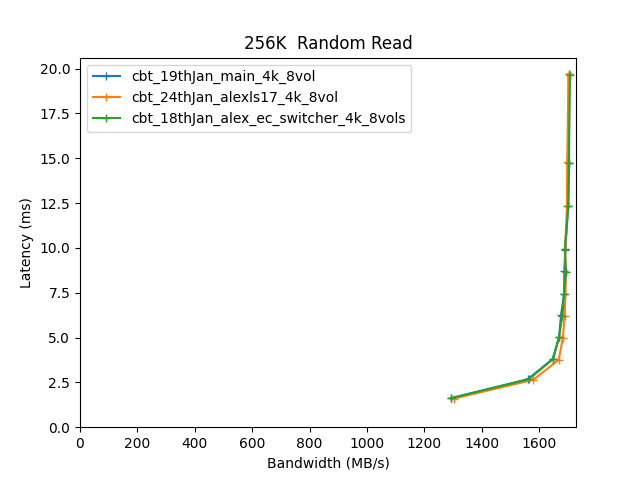 256K  Random Read
cbt_19thJan_main_4k_8vol
cbt_24thJan_alexls17_4k_8vol
cbt_18thJan_alex_ec_switcher_4k_8vols
20.0
17.5
15.0
12.5
10.0
7.5
5.0
2.5
0.0
Latency (ms)
0 200 400 600 800 1000 1200 1400 1600
Bandwidth (MB/s)